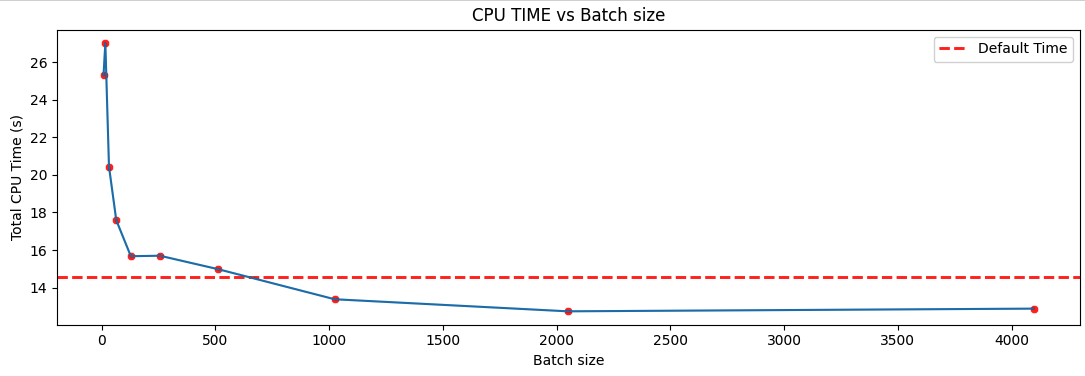 CPU TIME vs Batch size
Default Time
Total CPU Time (s)
26
24
22
20
18
16
14
0 500 1000 1500 2000 2500 3000 3500 4000
Batch size